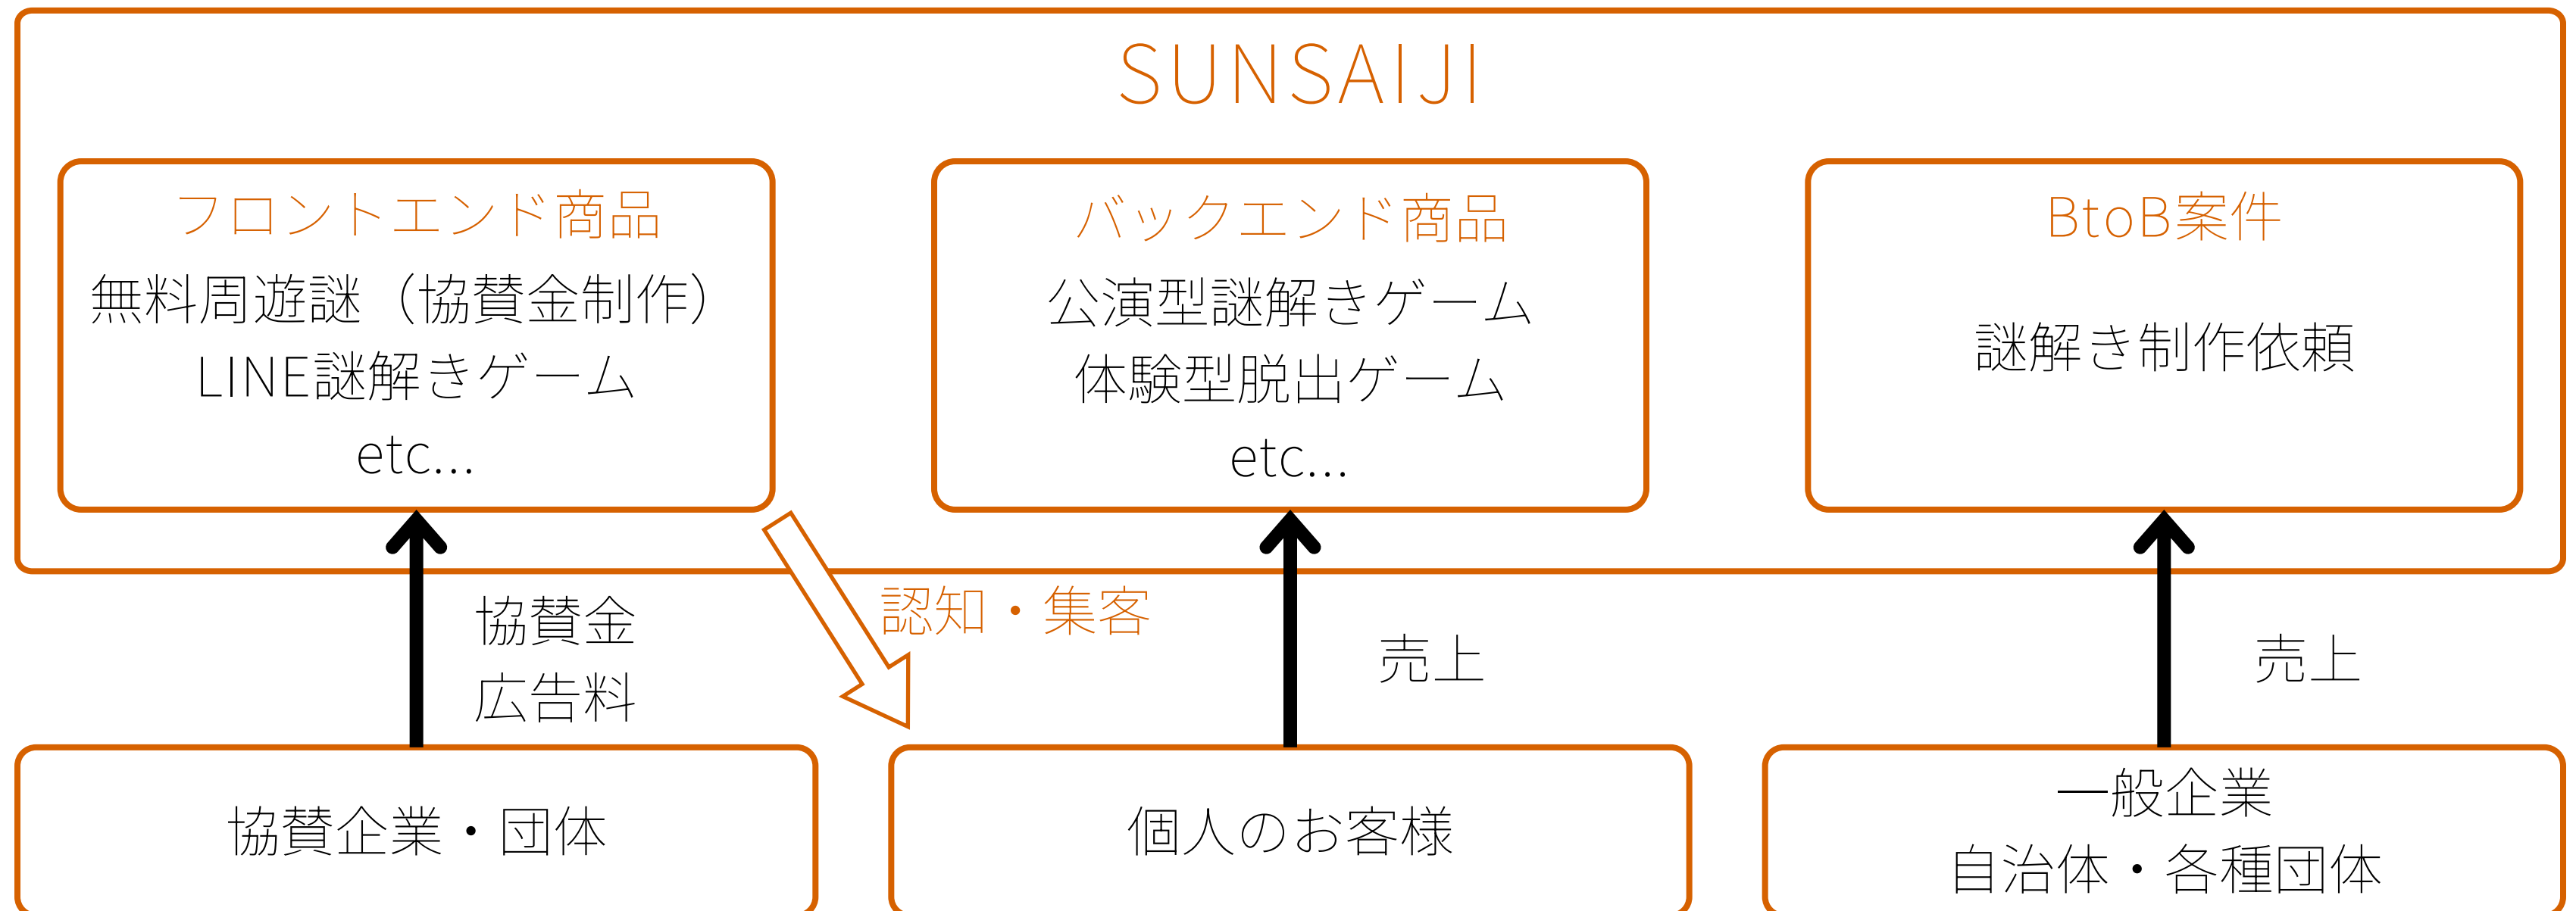 SUNSAIJI
フロントエンド商品
無料周遊謎（協賛金制作）
LINE謎解きゲーム
etc...
バックエンド商品
公演型謎解きゲーム
体験型脱出ゲーム
etc...
BtoB案件
謎解き制作依頼
協賛金
広告料
認知・集客
売上
売上
協賛企業・団体
個人のお客様
一般企業
自治体・各種団体